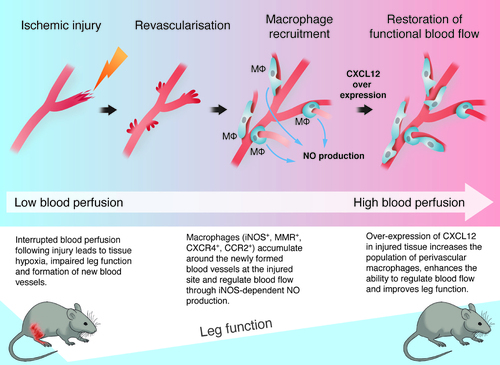 Ischemic injury
Revascularisation
Macrophage
recruitment
Restoration of
functional blood flow
MΦ
MΦ
MΦ
MΦ
CXCL12
over
expression
NO production
Low blood perfusion
High blood perfusion
Interrupted blood perfusion
following injury leads to tissue
hypoxia, impaired leg function
and formation of new blood
vessels.
Macrophages (iNOS⁺, MMR⁺,
CXCR4⁺, CCR2⁺) accumulate
around the newly formed
blood vessels at the injured
site and regulate blood flow
through iNOS-dependent NO
production.
Over-expression of CXCL12
in injured tissue increases the
population of perivascular
macrophages, enhances the
ability to regulate blood flow
and improves leg function.
Leg function